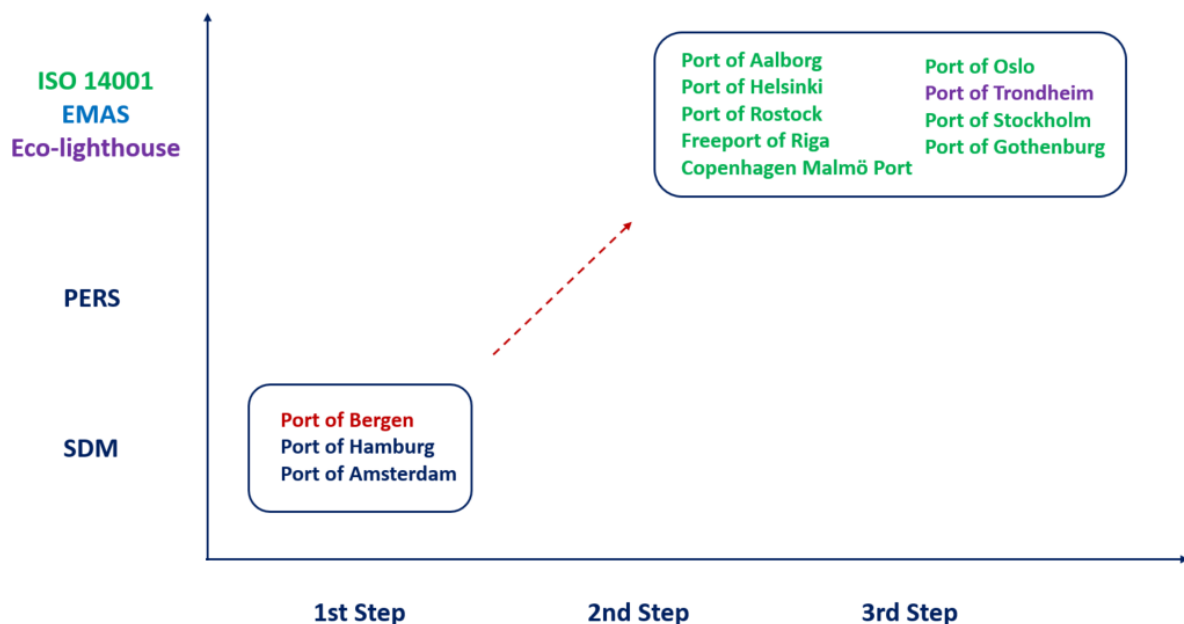 ISO 14001
EMAS
Eco-lighthouse
PERS
SDM
Port of Aalborg
Port of Helsinki
Port of Rostock
Freeport of Riga
Copenhagen Malmö Port
Port of Oslo
Port of Trondheim
Port of Stockholm
Port of Gothenburg
Port of Bergen
Port of Hamburg
Port of Amsterdam
1st Step
2nd Step
3rd Step